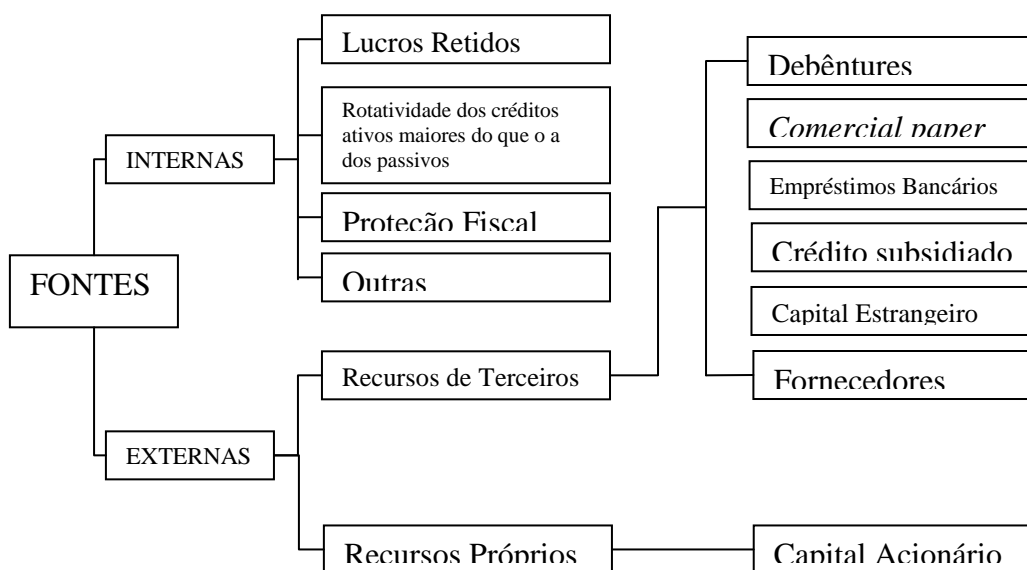 Lucros Retidos
Rotatividade dos créditos
ativos maiores do que o a
dos passivos
INTERNAS
Proteção Fiscal
Outras
FONTES
Recursos de Terceiros
EXTERNAS
Recursos Próprios
Debêntures
Comercial paper
Empréstimos Bancários
Crédito subsidiado
Capital Estrangeiro
Fornecedores
Capital Acionário